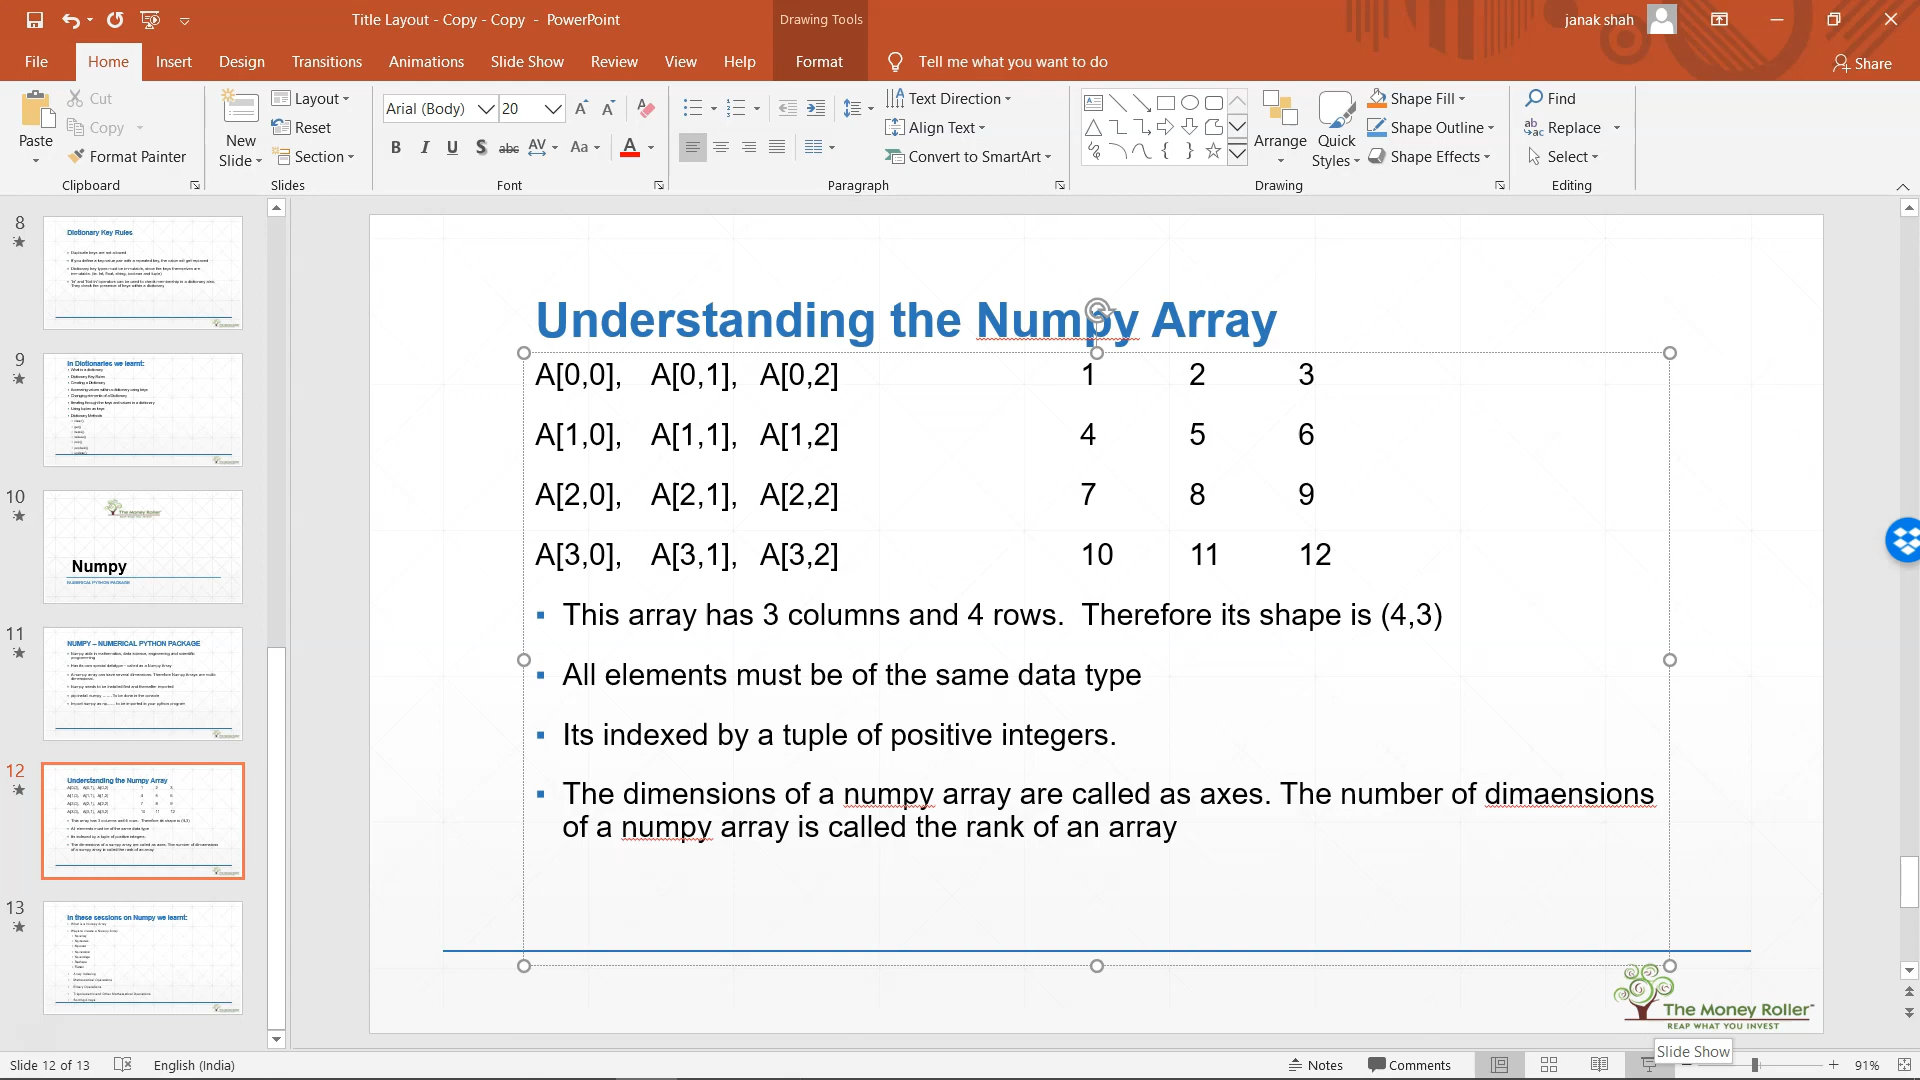 Title Layout - Copy - Copy - PowerPoint
Drawing Tools
janak shah
File Home Insert Design Transitions Animations Slide Show Review View Help Format Tell me what you want to do Share
Paste
Cut
Copy
Format Painter
Clipboard
New Slide
Layout
Reset
Section
Slides
Arial (Body) 20
Font
Text Direction
Align Text
Convert to SmartArt
Paragraph
Arrange
Quick Styles
Shape Fill
Shape Outline
Shape Effects
Drawing
Find
Replace
Select
Editing
8
Dictionary Key Rules
9
In Dictionaries we learnt:
10
Numpy
NUMERICAL PYTHON PACKAGE
11
NUMPY – NUMERICAL PYTHON PACKAGE
12
Understanding the Numpy Array
13
In these sessions on Numpy we learnt:
Understanding the Numpy Array
A[0,0], A[0,1], A[0,2] 1 2 3
A[1,0], A[1,1], A[1,2] 4 5 6
A[2,0], A[2,1], A[2,2] 7 8 9
A[3,0], A[3,1], A[3,2] 10 11 12
This array has 3 columns and 4 rows. Therefore its shape is (4,3)
All elements must be of the same data type
Its indexed by a tuple of positive integers.
The dimensions of a numpy array are called as axes. The number of dimaensions
of a numpy array is called the rank of an array
The Money Roller
REAP WHAT YOU INVEST
Slide Show
Slide 12 of 13 English (India) Notes Comments 91%